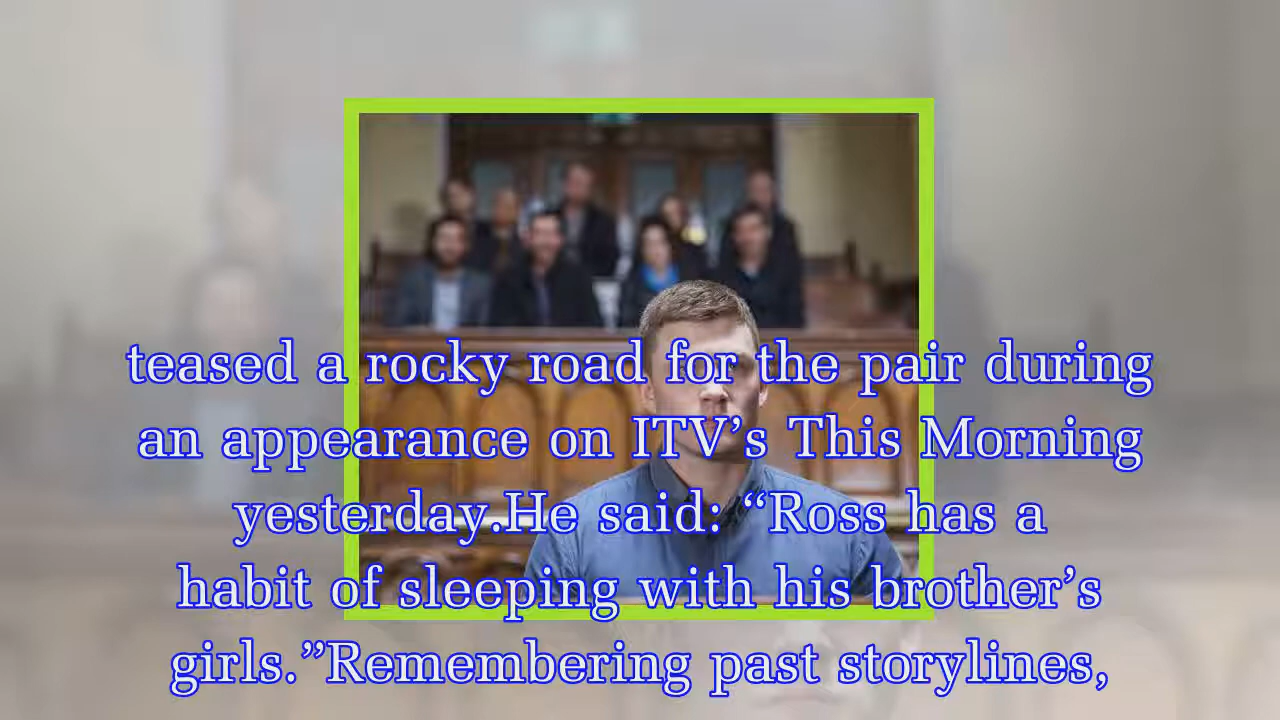 teased a rocky road for the pair during
an appearance on ITV’s This Morning
yesterday.He said: “Ross has a
habit of sleeping with his brother’s
girls.”Remembering past storylines,